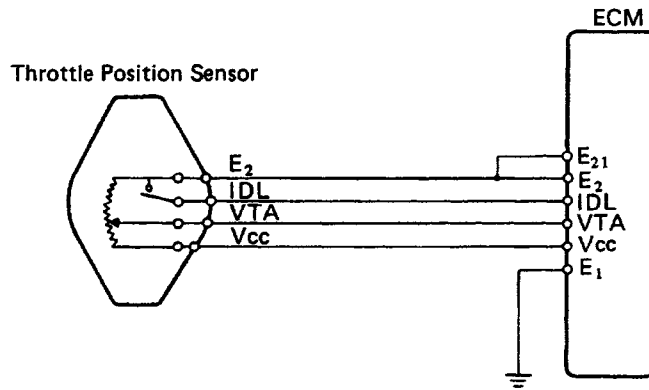 ECM
Throttle Position Sensor
E₂
IDL
VTA
Vcc
E₂₁
E₂
IDL
VTA
Vcc
E₁